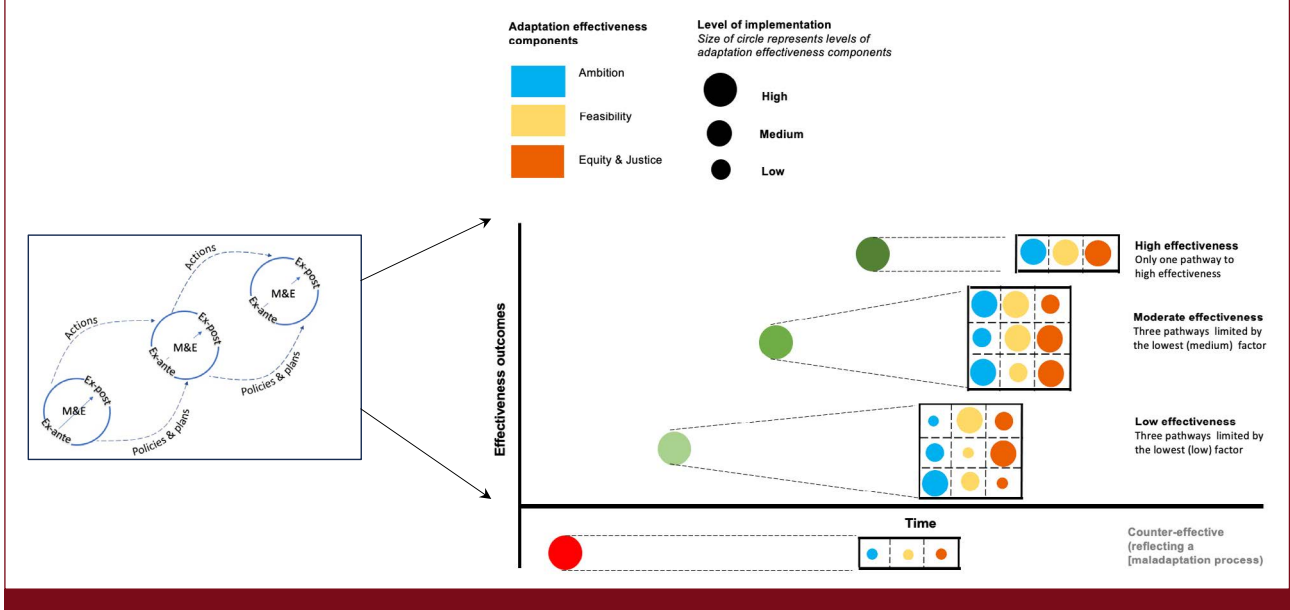 Adaptation effectiveness
components
Ambition
Feasibility
Equity & Justice
Level of implementation
Size of circle represents levels of
adaptation effectiveness components
High
Medium
Low
Actions
Ex-post
M&E
Ex-ante
Policies & plans
Actions
Ex-post
M&E
Ex-ante
Policies & plans
Ex-post
M&E
Ex-ante
Effectiveness outcomes
High effectiveness
Only one pathway to
high effectiveness
Moderate effectiveness
Three pathways limited by
the lowest (medium) factor
Low effectiveness
Three pathways limited by
the lowest (low) factor
Time
Counter-effective
(reflecting a
[maladaptation process)